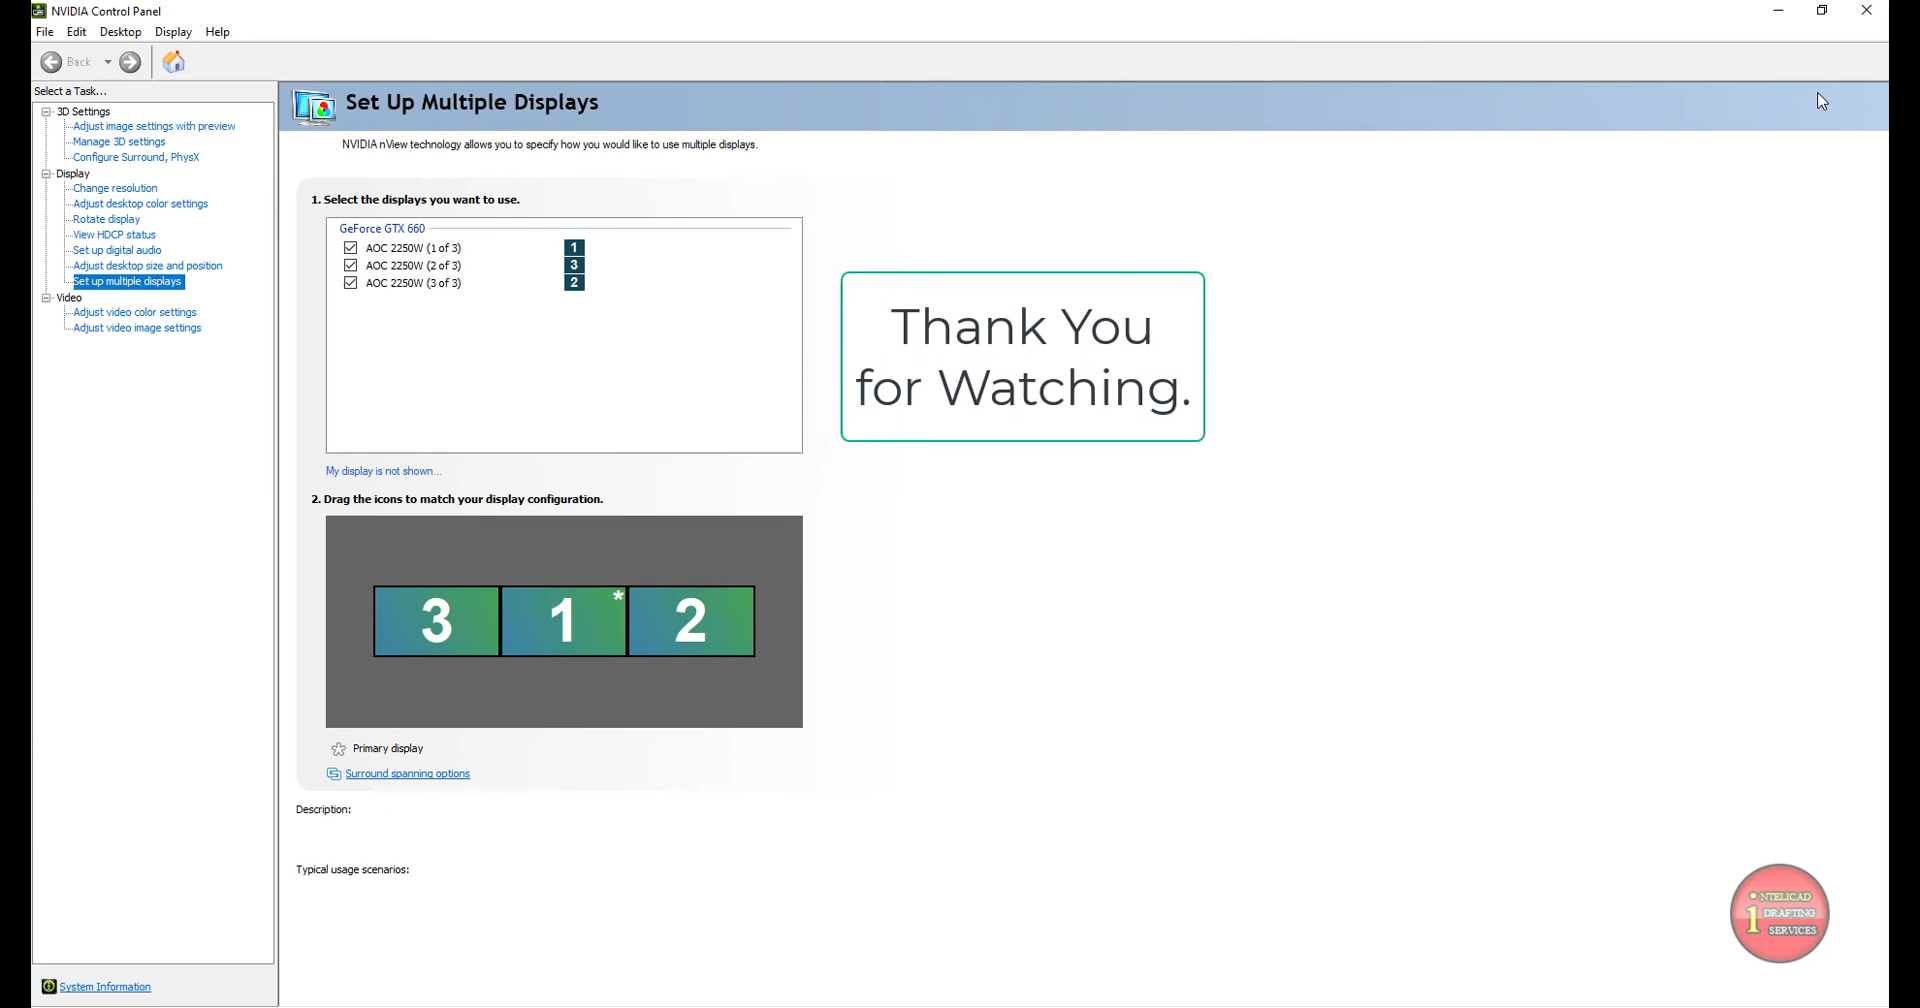 NVIDIA Control Panel
File Edit Desktop Display Help
Back
Select a Task...
3D Settings
Adjust image settings with preview
Manage 3D settings
Configure Surround, PhysX
Display
Change resolution
Adjust desktop color settings
Rotate display
View HDCP status
Set up digital audio
Adjust desktop size and position
Set up multiple displays
Video
Adjust video color settings
Adjust video image settings
System Information
Set Up Multiple Displays
NVIDIA nView technology allows you to specify how you would like to use multiple displays.
1. Select the displays you want to use.
GeForce GTX 660
AOC 2250W (1 of 3) 1
AOC 2250W (2 of 3) 3
AOC 2250W (3 of 3) 2
My display is not shown...
2. Drag the icons to match your display configuration.
3 1 * 2
Primary display
Surround spanning options
Description:
Typical usage scenarios:
Thank You
for Watching.
iNTELICAD
1 DRAFTING
SERVICES